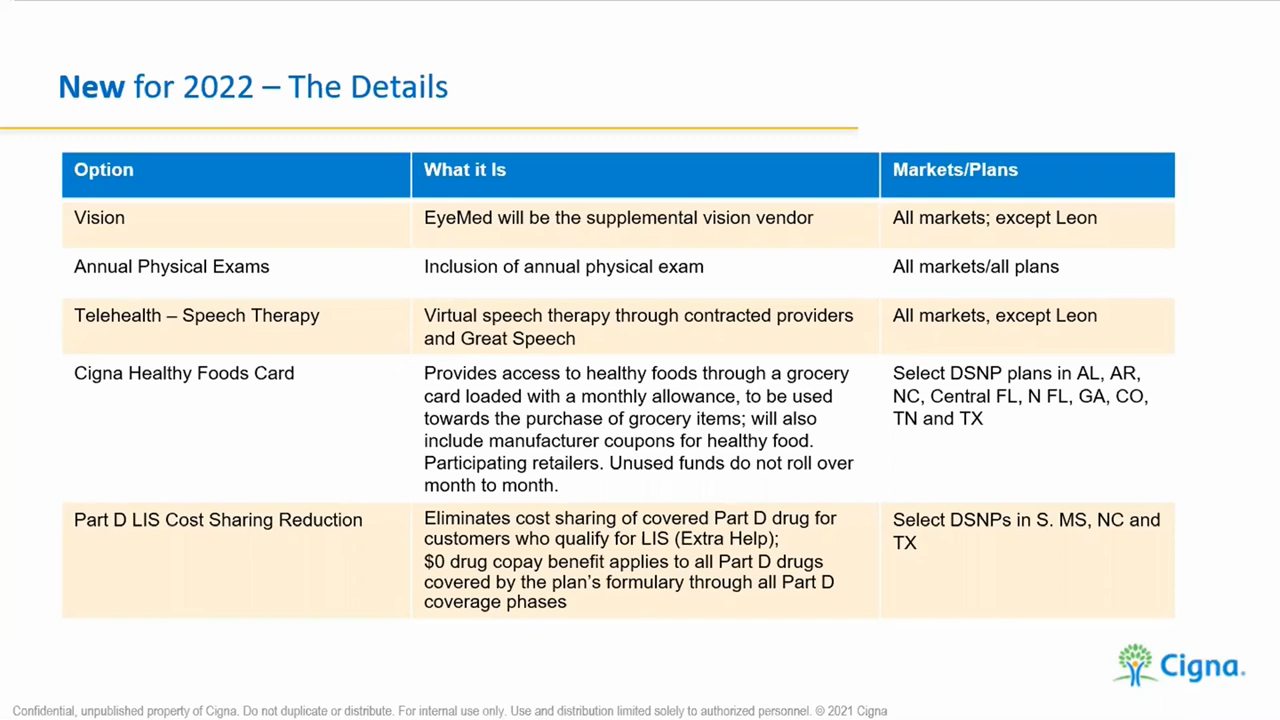 New for 2022 – The Details
Option
What it Is
Markets/Plans
Vision
EyeMed will be the supplemental vision vendor
All markets; except Leon
Annual Physical Exams
Inclusion of annual physical exam
All markets/all plans
Telehealth – Speech Therapy
Virtual speech therapy through contracted providers
and Great Speech
All markets, except Leon
Cigna Healthy Foods Card
Provides access to healthy foods through a grocery
card loaded with a monthly allowance, to be used
towards the purchase of grocery items; will also
include manufacturer coupons for healthy food.
Participating retailers. Unused funds do not roll over
month to month.
Select DSNP plans in AL, AR,
NC, Central FL, N FL, GA, CO,
TN and TX
Part D LIS Cost Sharing Reduction
Eliminates cost sharing of covered Part D drug for
customers who qualify for LIS (Extra Help);
$0 drug copay benefit applies to all Part D drugs
covered by the plan’s formulary through all Part D
coverage phases
Select DSNPs in S. MS, NC and
TX
Cigna.
Confidential, unpublished property of Cigna. Do not duplicate or distribute. For internal use only. Use and distribution limited solely to authorized personnel. © 2021 Cigna